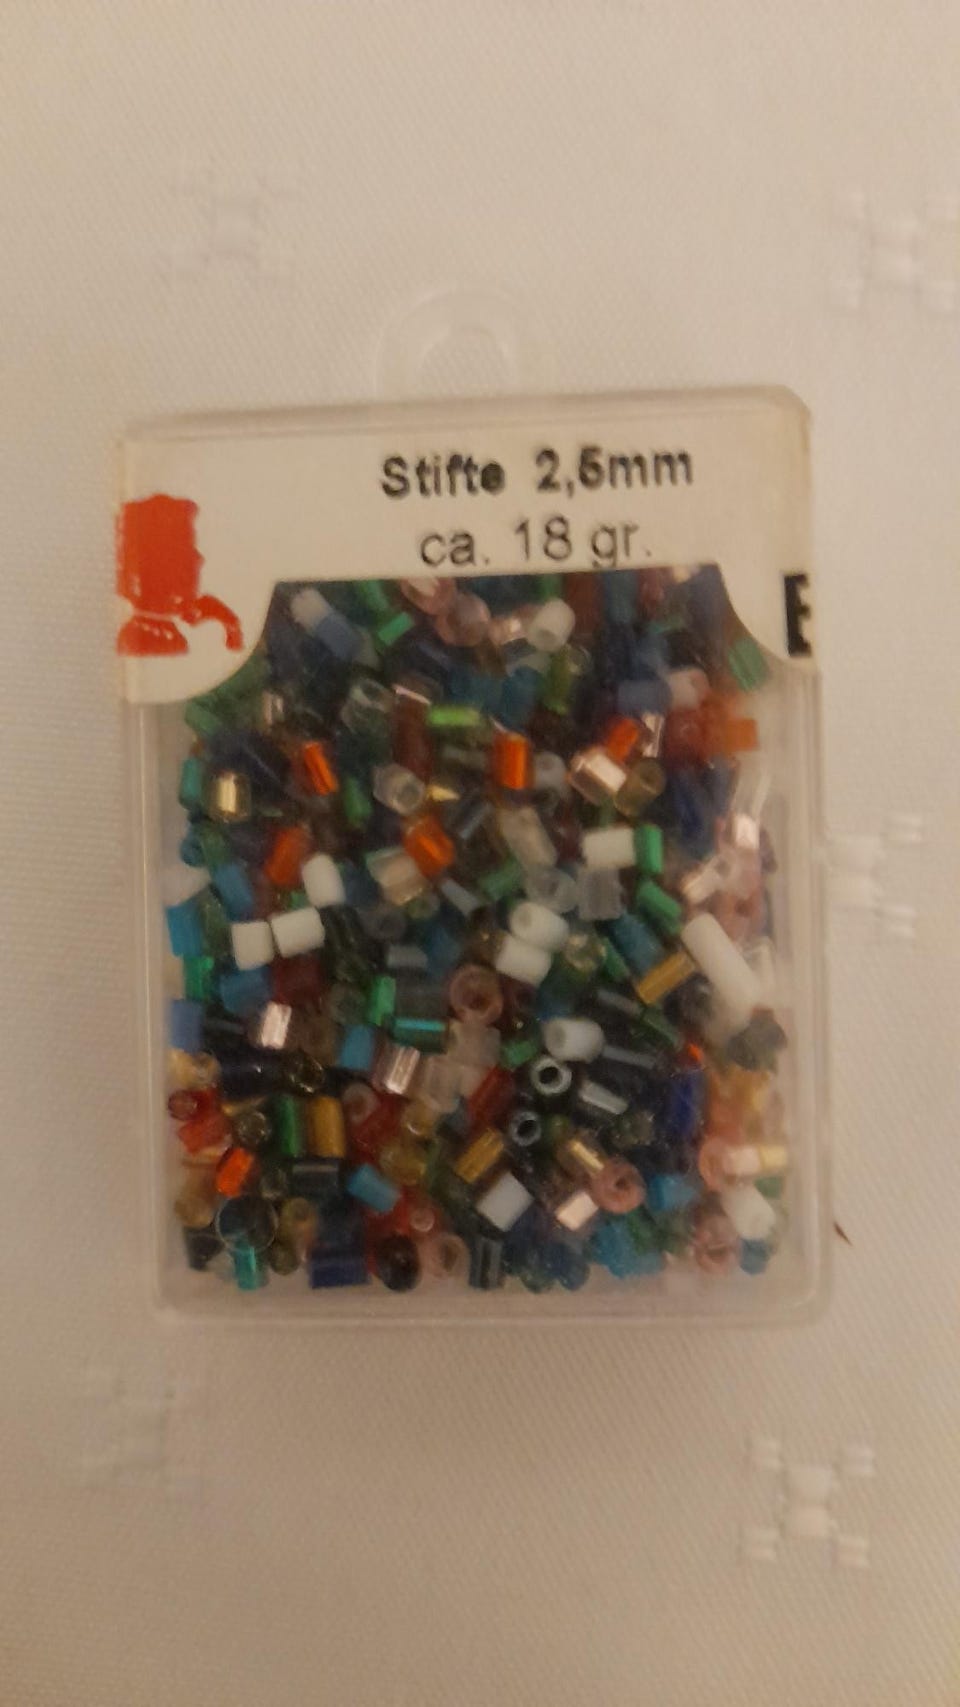 Stifte 2,5mm
ca. 18 gr.
E